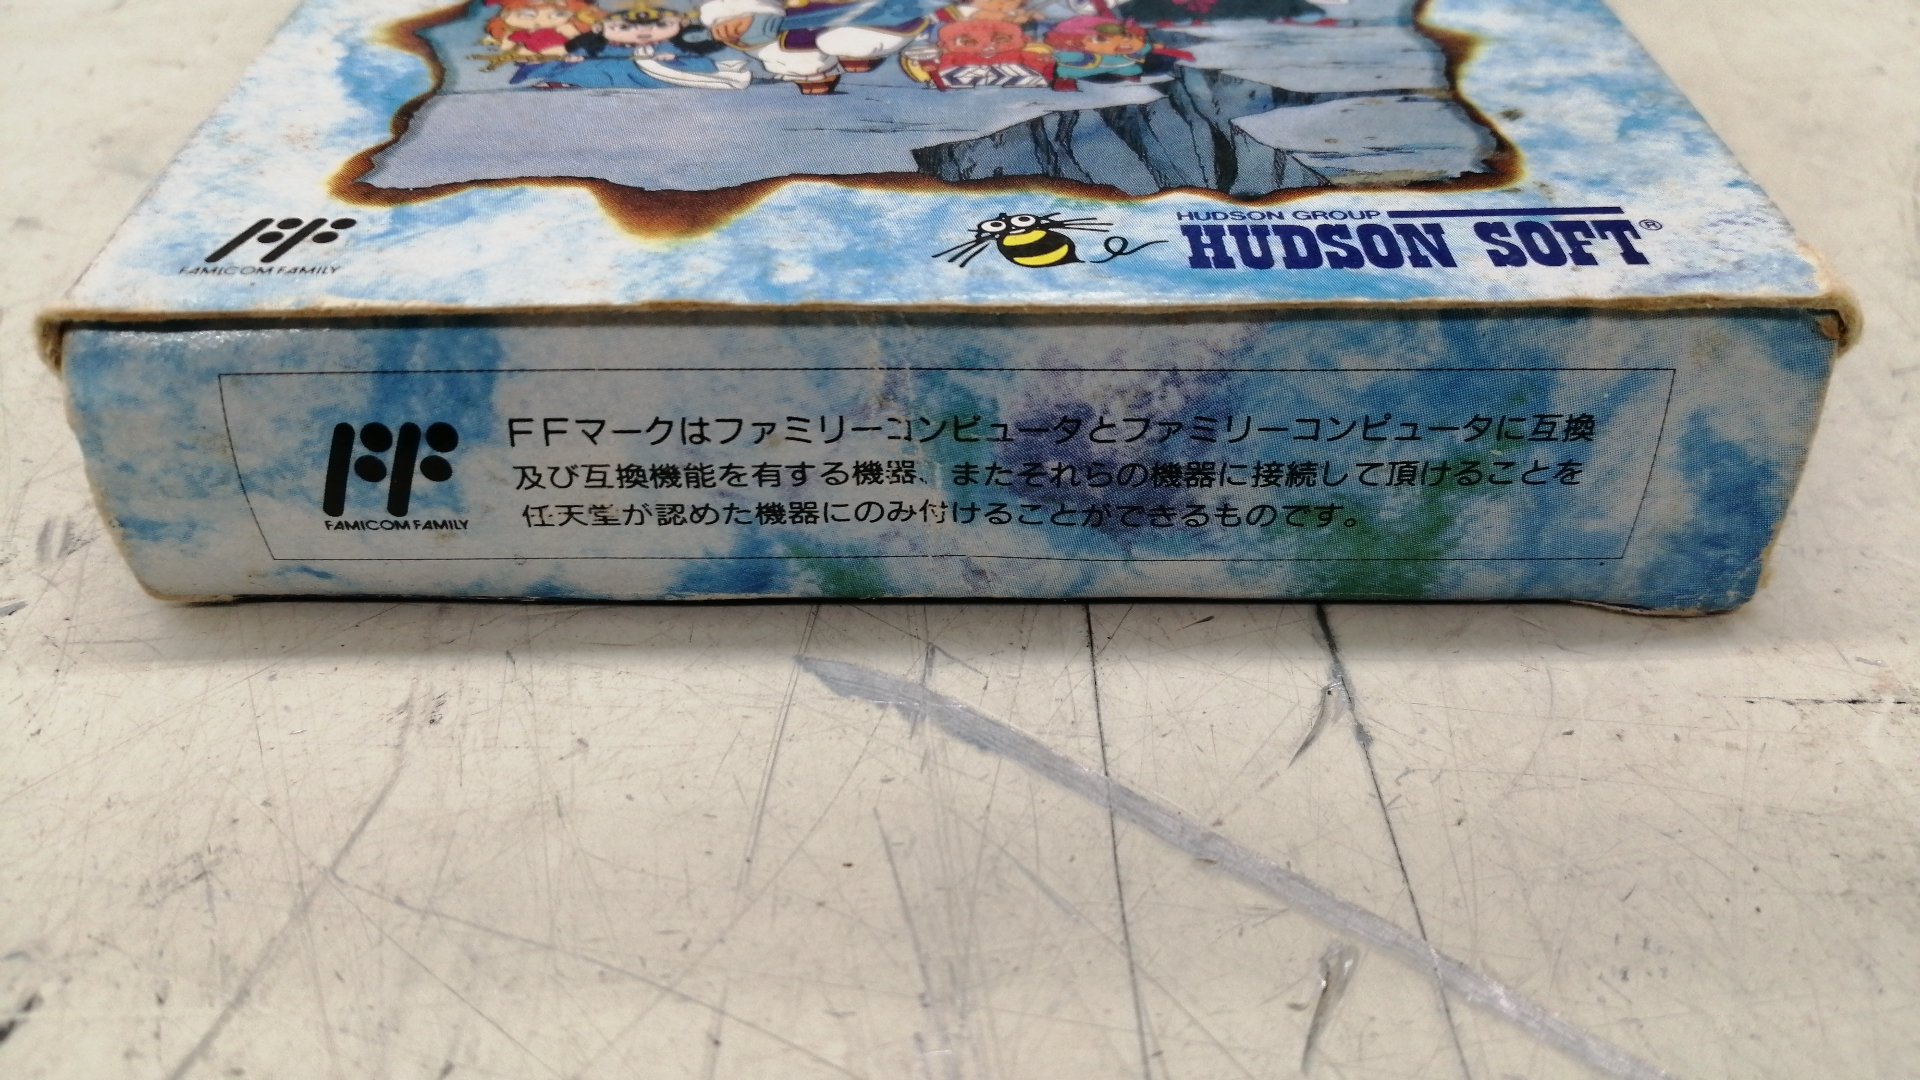 FAMICOM FAMILY
HUDSON GROUP
HUDSON SOFT®
FFマークはファミリーコンピュータとファミリーコンピュータに互換
及び互換機能を有する機器、またそれらの機器に接続して頂けることを
任天堂が認めた機器にのみ付けることができるものです。
FAMICOM FAMILY